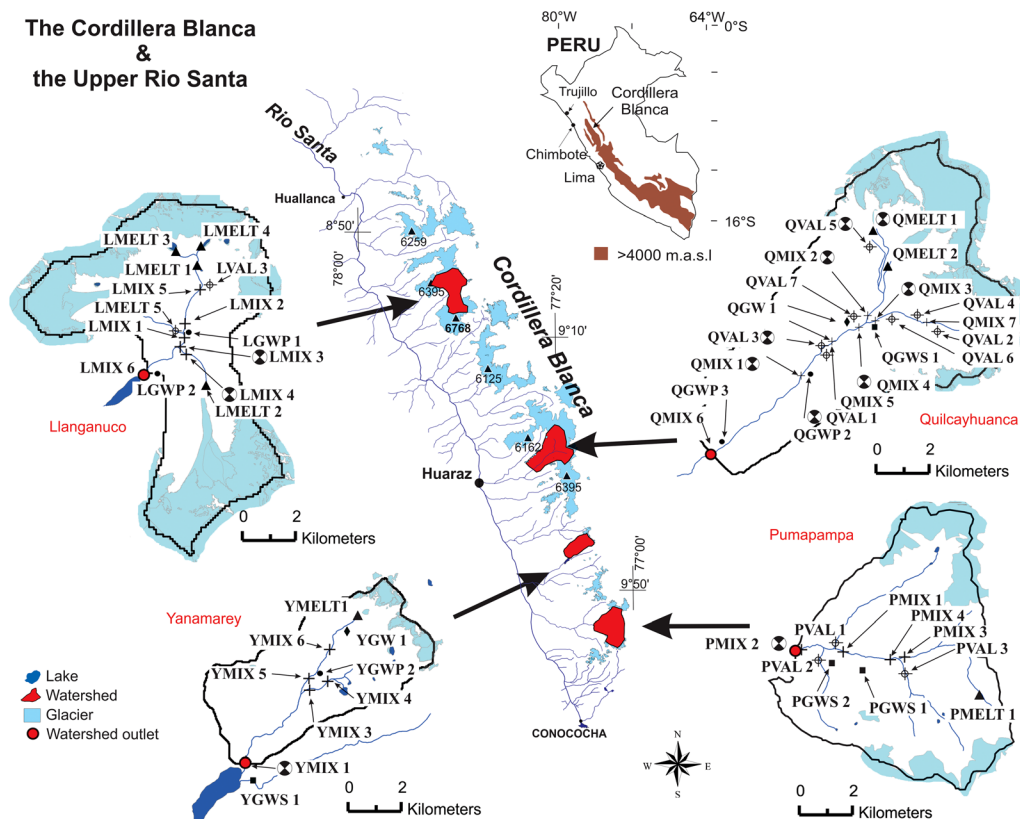 The Cordillera Blanca
&
the Upper Rio Santa
80°W
64°W
0°S
PERU
Trujillo
Cordillera
Blanca
Chimbote
Lima
16°S
>4000 m.a.s.l
Rio Santa
Huallanca
8°50'
78°00'
6259
6395
6768
Cordillera Blanca
77°20'
9°10'
6125
6162
Huaraz
6395
77°00'
9°50'
CONOCOCHA
N
W
E
S
LMELT 3
LMELT 4
LMELT 1
LVAL 3
LMIX 5
LMELT 5
LMIX 2
LMIX 1
LGWP 1
LMIX 3
LMIX 6
LGWP 2
LMIX 4
LMELT 2
Llanganuco
0 2
Kilometers
QVAL 5
QMELT 1
QMIX 2
QMELT 2
QVAL 7
QMIX 3
QGW 1
QVAL 4
QMIX 7
QVAL 3
QVAL 2
QGWS 1
QVAL 6
QMIX 1
QMIX 4
QGWP 3
QMIX 5
QMIX 6
QVAL 1
QGWP 2
Quilcayhuanca
0 2
Kilometers
Yanamarey
YMELT1
YMIX 6
YGW 1
YGWP 2
YMIX 5
YMIX 4
YMIX 3
YMIX 1
YGWS 1
0 2
Kilometers
Pumapampa
PMIX 1
PMIX 4
PMIX 2
PVAL 1
PMIX 3
PVAL 2
PVAL 3
PGWS 2
PGWS 1
PMELT 1
0 2
Kilometers
Lake
Watershed
Glacier
Watershed outlet